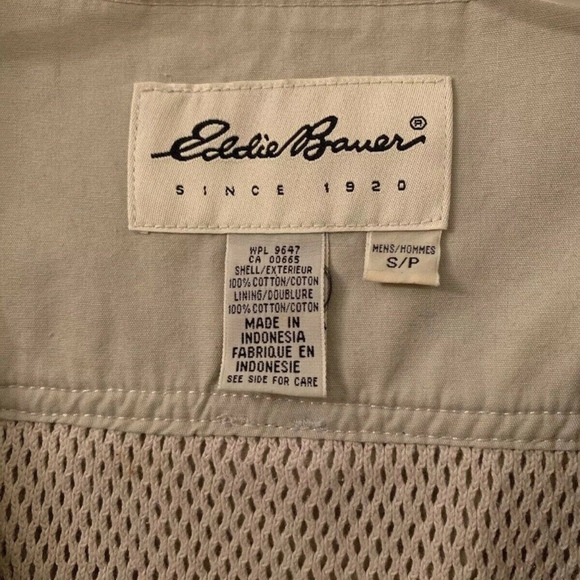 Eddie Bauer®
SINCE 1920
WPL 9647
CA 00665
SHELL/EXTERIEUR
100% COTTON/COTON
LINING/DOUBLURE
100% COTTON/COTON
MADE IN
INDONESIA
FABRIQUE EN
INDONESIE
SEE SIDE FOR CARE
MENS/HOMMES
S/P